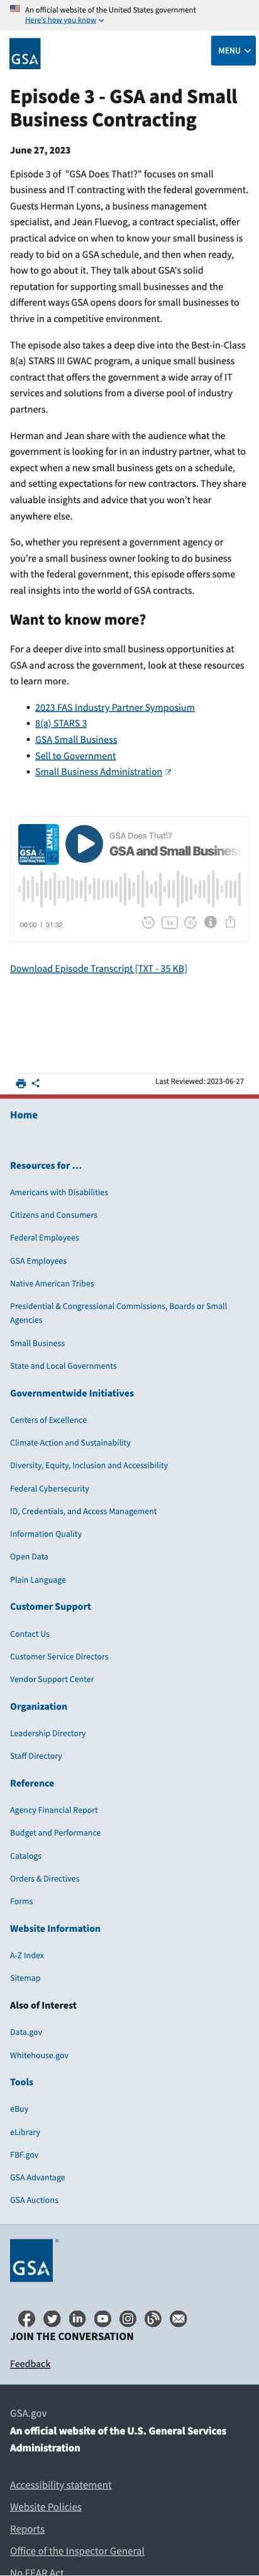 An official website of the United States government
Here's how you know
GSA
MENU
Episode 3 - GSA and Small
Business Contracting
June 27, 2023
Episode 3 of "GSA Does That!?" focuses on small
business and IT contracting with the federal government.
Guests Herman Lyons, a business management
specialist, and Jean Fluevog, a contract specialist, offer
practical advice on when to know your small business is
ready to bid on a GSA schedule, and then when ready,
how to go about it. They talk about GSA's solid
reputation for supporting small businesses and the
different ways GSA opens doors for small businesses to
thrive in a competitive environment.
The episode also takes a deep dive into the Best-in-Class
8(a) STARS III GWAC program, a unique small business
contract that offers the government a wide array of IT
services and solutions from a diverse pool of industry
partners.
Herman and Jean share with the audience what the
government is looking for in an industry partner, what to
expect when a new small business gets on a schedule,
and setting expectations for new contractors. They share
valuable insights and advice that you won't hear
anywhere else.
So, whether you represent a government agency or
you're a small business owner looking to do business
with the federal government, this episode offers some
real insights into the world of GSA contracts.
Want to know more?
For a deeper dive into small business opportunities at
GSA and across the government, look at these resources
to learn more.
2023 FAS Industry Partner Symposium
8(a) STARS 3
GSA Small Business
Sell to Government
Small Business Administration
GSA Does That!?
GSA and Small Business
00:00 | 31:32
1x
Download Episode Transcript [TXT - 35 KB]
Last Reviewed: 2023-06-27
Home
Resources for …
Americans with Disabilities
Citizens and Consumers
Federal Employees
GSA Employees
Native American Tribes
Presidential & Congressional Commissions, Boards or Small
Agencies
Small Business
State and Local Governments
Governmentwide Initiatives
Centers of Excellence
Climate Action and Sustainability
Diversity, Equity, Inclusion and Accessibility
Federal Cybersecurity
ID, Credentials, and Access Management
Information Quality
Open Data
Plain Language
Customer Support
Contact Us
Customer Service Directors
Vendor Support Center
Organization
Leadership Directory
Staff Directory
Reference
Agency Financial Report
Budget and Performance
Catalogs
Orders & Directives
Forms
Website Information
A-Z Index
Sitemap
Also of Interest
Data.gov
Whitehouse.gov
Tools
eBuy
eLibrary
FBF.gov
GSA Advantage
GSA Auctions
GSA
JOIN THE CONVERSATION
Feedback
GSA.gov
An official website of the U.S. General Services
Administration
Accessibility statement
Website Policies
Reports
Office of the Inspector General
No FEAR Act